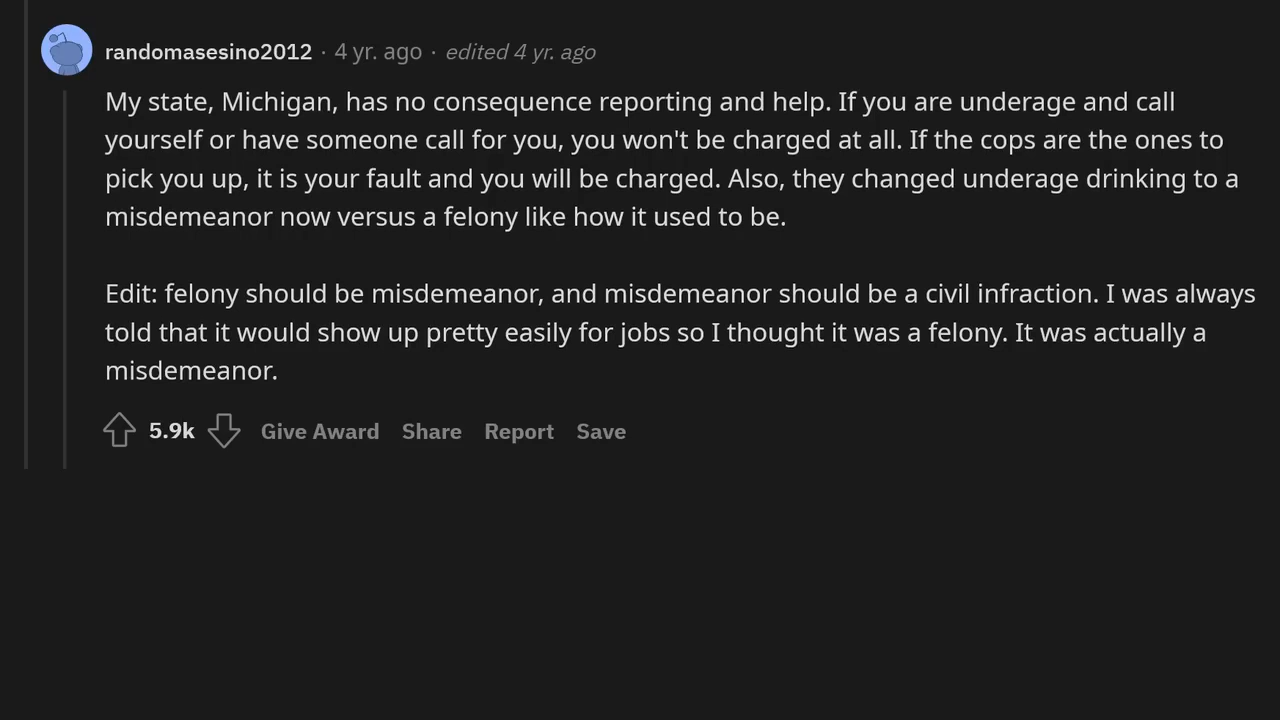 randomasesino2012 · 4 yr. ago · edited 4 yr. ago
My state, Michigan, has no consequence reporting and help. If you are underage and call
yourself or have someone call for you, you won't be charged at all. If the cops are the ones to
pick you up, it is your fault and you will be charged. Also, they changed underage drinking to a
misdemeanor now versus a felony like how it used to be.
Edit: felony should be misdemeanor, and misdemeanor should be a civil infraction. I was always
told that it would show up pretty easily for jobs so I thought it was a felony. It was actually a
misdemeanor.
5.9k Give Award Share Report Save